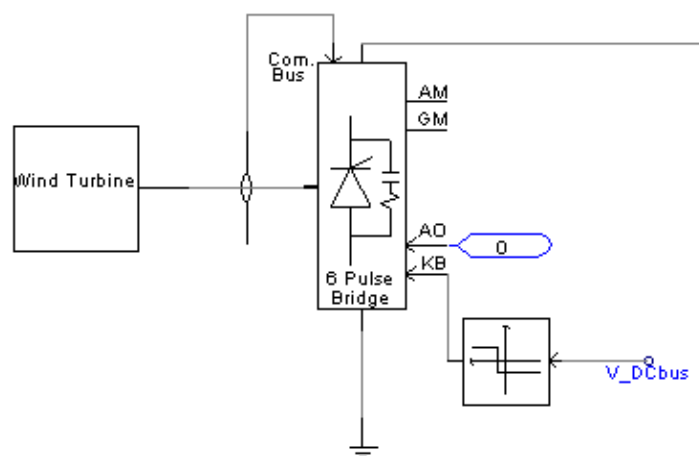 Com.
Bus
AM
GM
Wind Turbine
AO
0
KB
6 Pulse
Bridge
V_DCbus